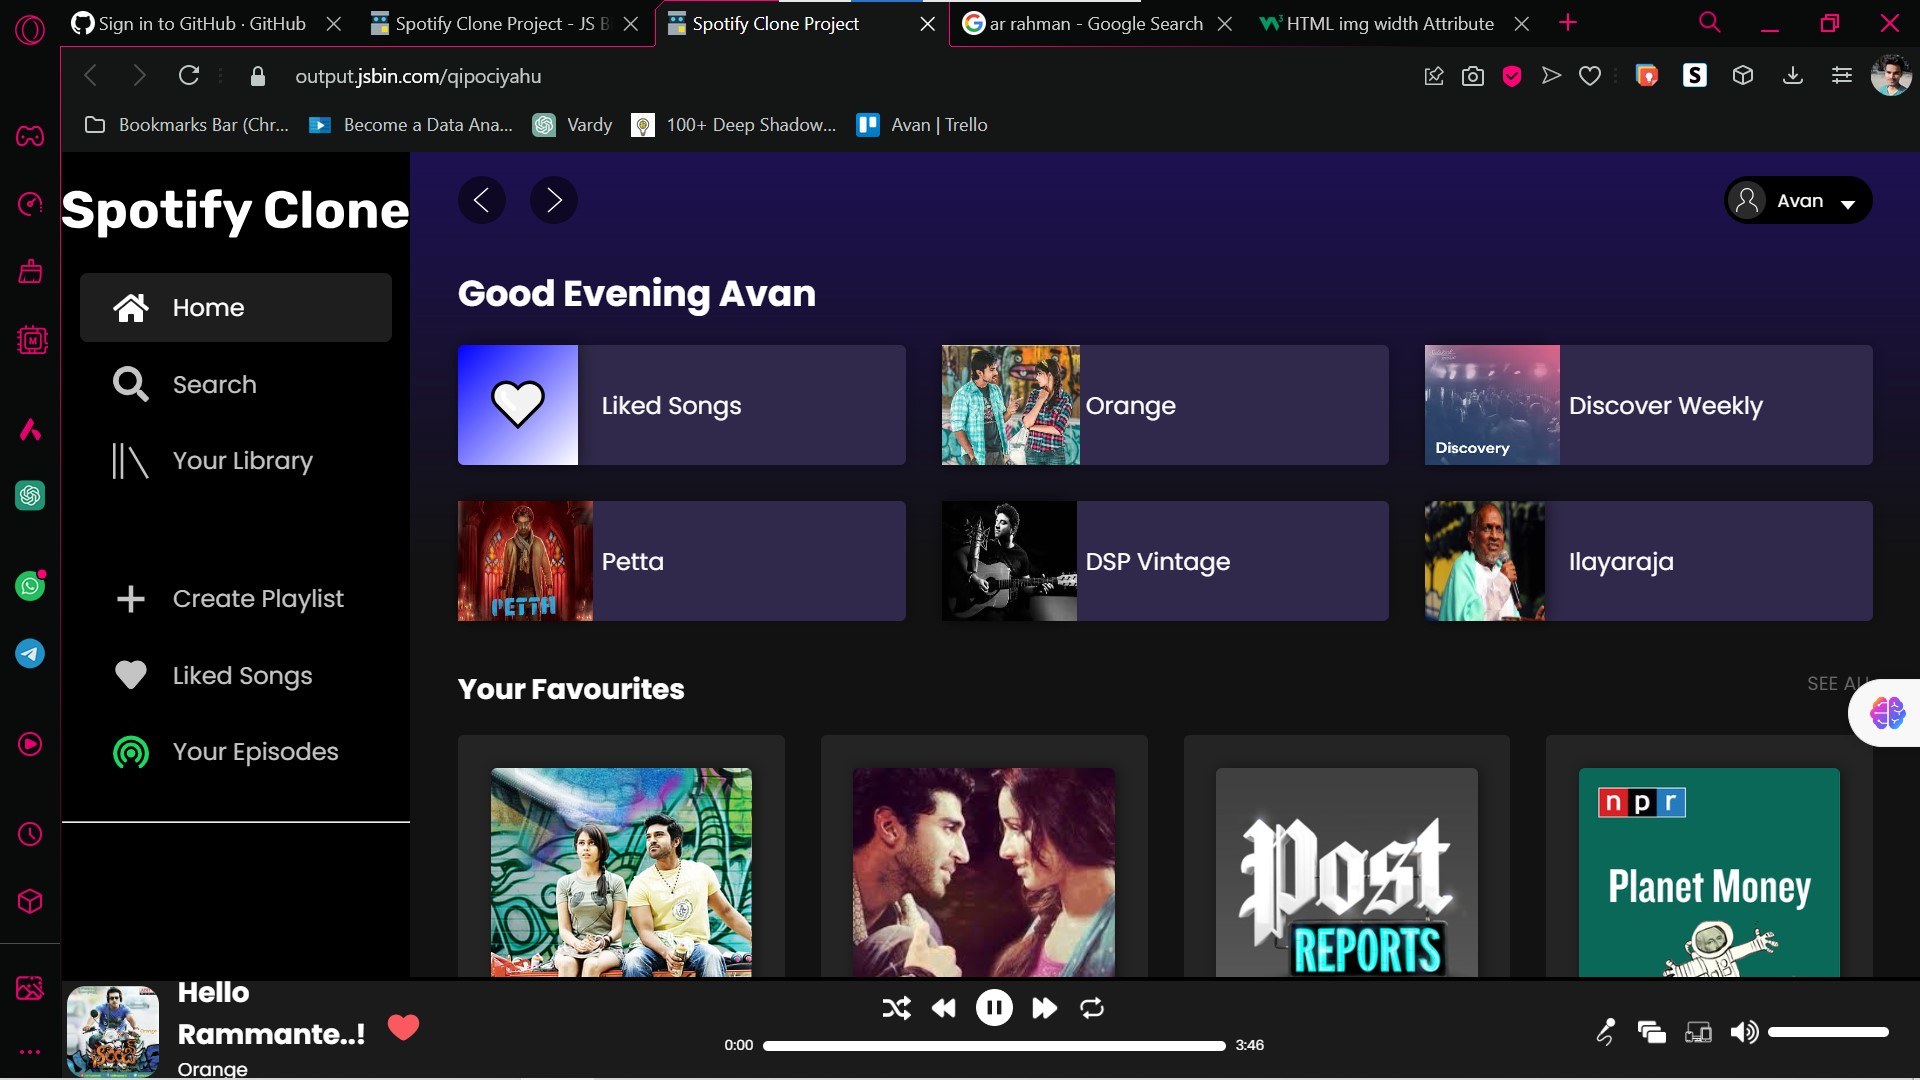 Sign in to GitHub · GitHub
Spotify Clone Project - JS Bi
Spotify Clone Project
ar rahman - Google Search
HTML img width Attribute
output.jsbin.com/qipociyahu
Bookmarks Bar (Chr...
Become a Data Ana...
Vardy
100+ Deep Shadow...
Avan | Trello
Spotify Clone
Home
Search
Your Library
Create Playlist
Liked Songs
Your Episodes
Avan
Good Evening Avan
Liked Songs
Orange
Discovery
Discover Weekly
PETTA
Petta
DSP Vintage
Ilayaraja
Your Favourites
SEE ALL
Post
REPORTS
npr
Planet Money
Hello
Rammante..!
Orange
0:00
3:46
S
M